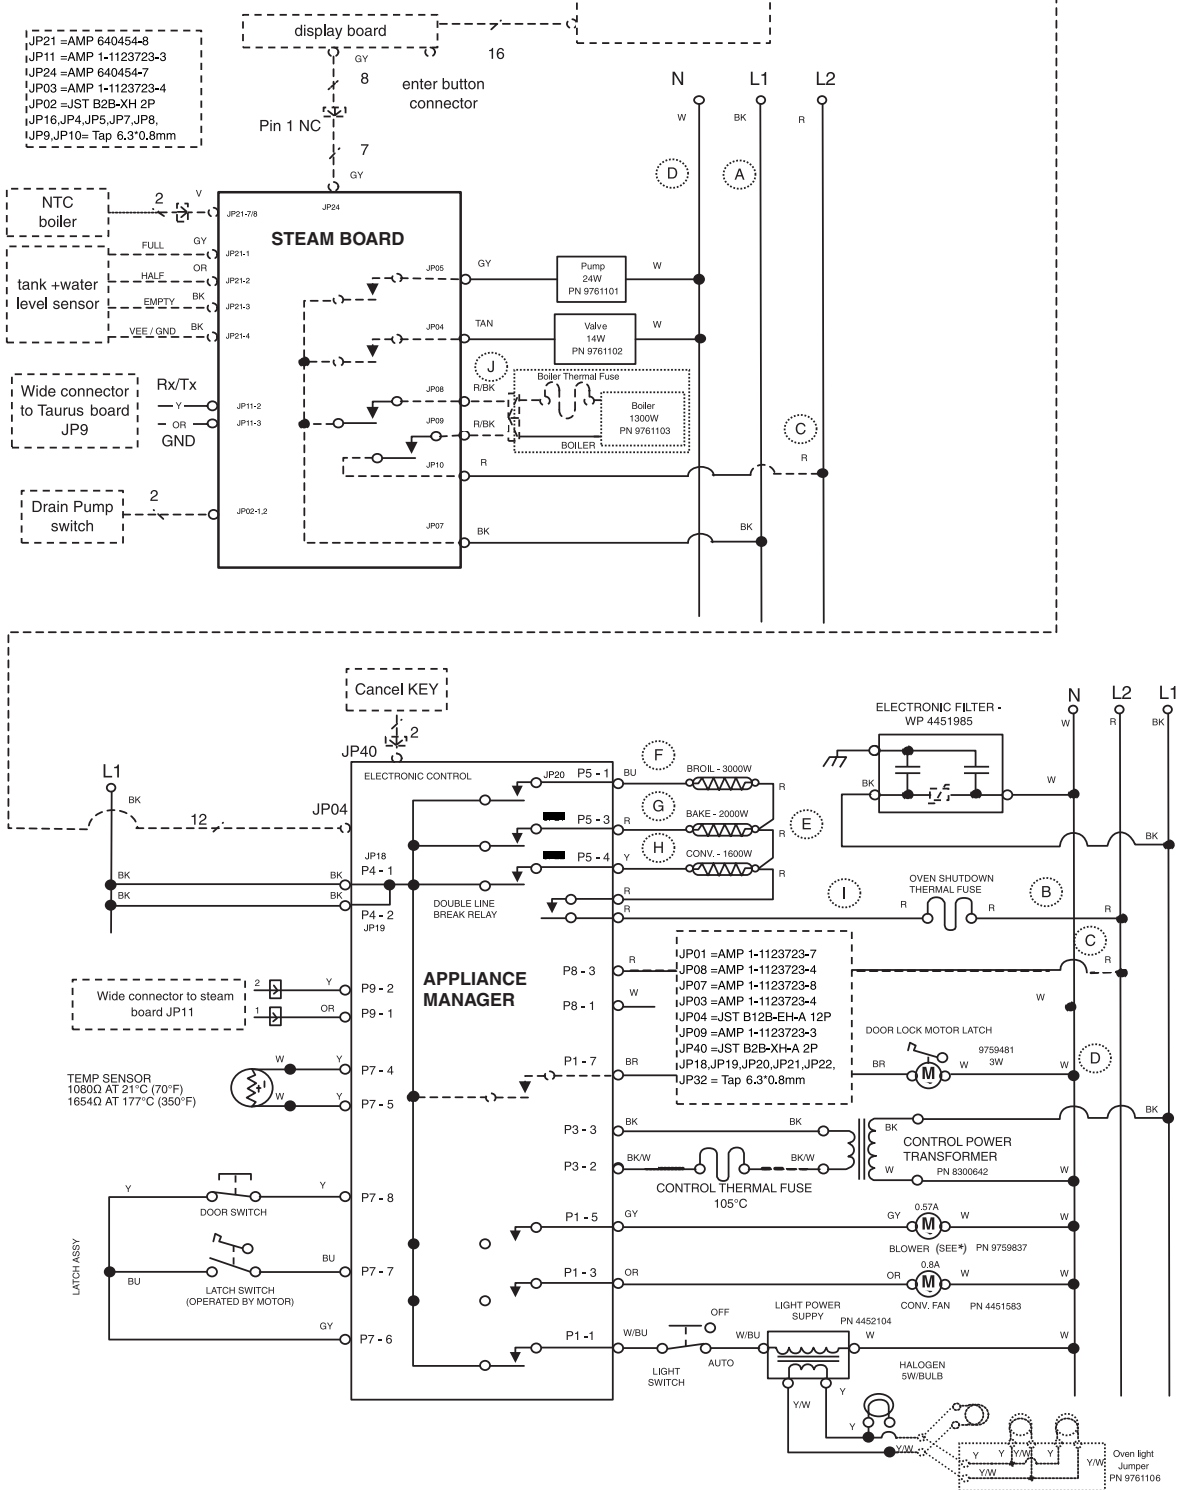 display board
16
JP21 =AMP 640454-8
JP11 =AMP 1-1123723-3
JP24 =AMP 640454-7
JP03 =AMP 1-1123723-4
JP02 =JST B2B-XH 2P
JP16,JP4,JP5,JP7,JP8,
JP9,JP10= Tap 6.3*0.8mm
GY
8
enter button
connector
Pin 1 NC
7
GY
N
L1
L2
W
BK
R
D
A
NTC
boiler
2
V
JP21-7/8
JP24
STEAM BOARD
tank +water
level sensor
FULL
GY
JP21-1
HALF
OR
JP21-2
EMPTY
BK
JP21-3
VEE / GND
BK
JP21-4
JP05
GY
Pump
24W
PN 9761101
W
JP04
TAN
Valve
14W
PN 9761102
W
J
Wide connector
to Taurus board
JP9
Rx/Tx
Y
JP11-2
OR
JP11-3
GND
JP08
R/BK
Boiler Thermal Fuse
Boiler
1300W
PN 9761103
JP09
R/BK
BOILER
C
R
JP10
R
Drain Pump
switch
2
JP02-1,2
JP07
BK
BK
Cancel KEY
2
JP40
ELECTRONIC FILTER -
WP 4451985
N
L2
L1
W
R
BK
L1
BK
JP04
12
ELECTRONIC CONTROL
JP20
P5 - 1
BU
F
BROIL - 3000W
R
BK
W
P5 - 3
R
G
BAKE - 2000W
R
E
BK
JP18
P4 - 1
P5 - 4
Y
H
CONV. - 1600W
R
BK
BK
BK
BK
P4 - 2
JP19
DOUBLE LINE
BREAK RELAY
R
R
I
OVEN SHUTDOWN
THERMAL FUSE
R
R
B
R
APPLIANCE
MANAGER
P8 - 3
R
P8 - 1
W
C
R
W
JP01 =AMP 1-1123723-7
JP08 =AMP 1-1123723-4
JP07 =AMP 1-1123723-8
JP03 =AMP 1-1123723-4
JP04 =JST B12B-EH-A 12P
JP09 =AMP 1-1123723-3
JP40 =JST B2B-XH-A 2P
JP18,JP19,JP20,JP21,JP22,
JP32 = Tap 6.3*0.8mm
Wide connector to steam
board JP11
2
Y
P9 - 2
1
OR
P9 - 1
DOOR LOCK MOTOR LATCH
9759481
3W
P1 - 7
BR
BR
M
W
W
D
TEMP SENSOR
1080Ω AT 21°C (70°F)
1654Ω AT 177°C (350°F)
W
Y
P7 - 4
W
Y
P7 - 5
P3 - 3
BK
BK
BK
BK
CONTROL POWER
TRANSFORMER
PN 8300642
P3 - 2
BK/W
BK/W
W
W
CONTROL THERMAL FUSE
105°C
LATCH ASSY
Y
DOOR SWITCH
Y
P7 - 8
BU
LATCH SWITCH
(OPERATED BY MOTOR)
BU
P7 - 7
GY
P7 - 6
P1 - 5
GY
GY
0.57A
M
W
W
BLOWER (SEE*) PN 9759837
P1 - 3
OR
OR
0.8A
M
W
W
CONV. FAN PN 4451583
P1 -1
W/BU
LIGHT
SWITCH
OFF
AUTO
W/BU
LIGHT POWER
SUPPY
PN 4452104
W
W
HALOGEN
5W/BULB
Y/W
Y
Y
Y/W
Y
Y/W
Y
Y/W
Y
Y/W
Oven light
Jumper
PN 9761106